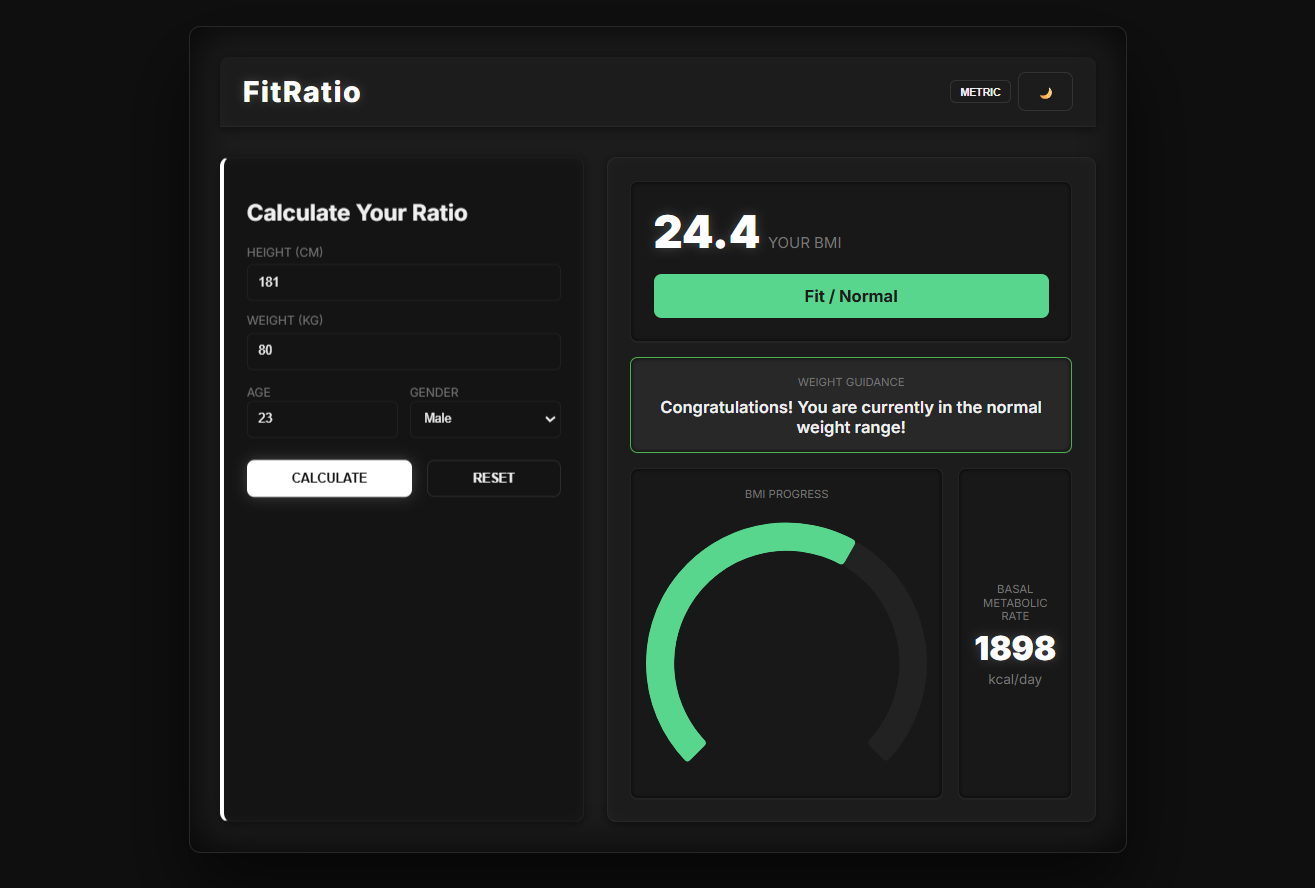 FitRatio
METRIC
Calculate Your Ratio
HEIGHT (CM)
181
WEIGHT (KG)
80
AGE
GENDER
23
Male
CALCULATE
RESET
24.4 YOUR BMI
Fit / Normal
WEIGHT GUIDANCE
Congratulations! You are currently in the normal
weight range!
BMI PROGRESS
BASAL
METABOLIC
RATE
1898
kcal/day